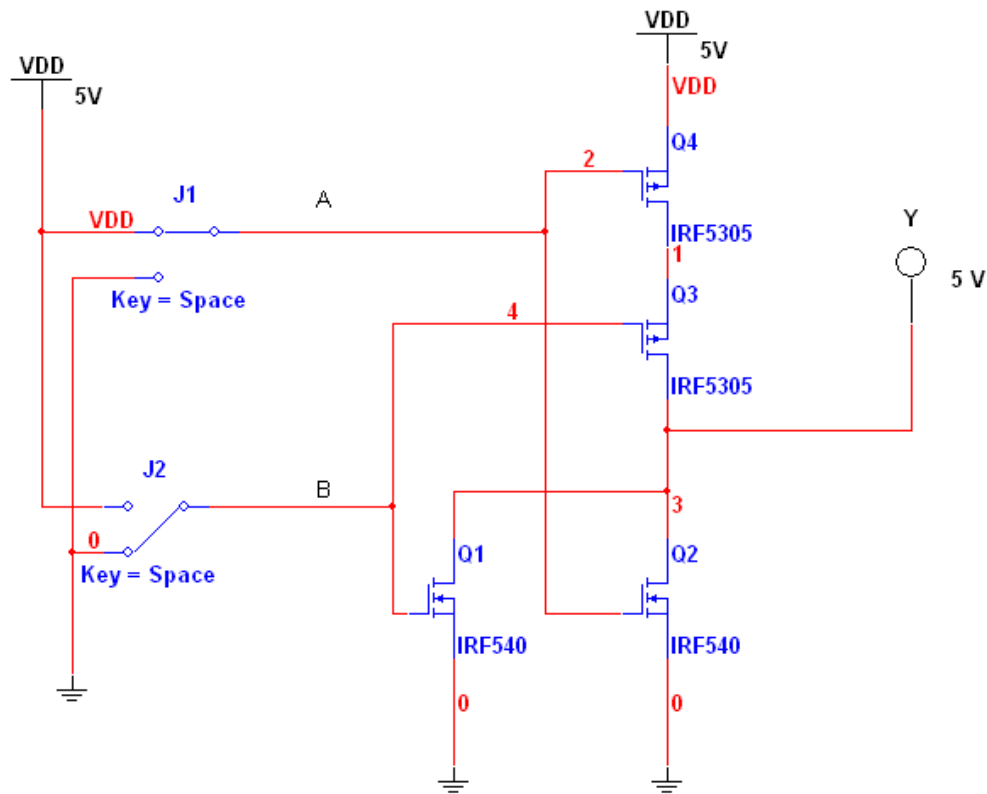 VDD
5V
VDD
5V
VDD
Q4
2
J1
A
VDD
IRF5305
1
Y
5 V
Key = Space
Q3
4
IRF5305
J2
B
3
0
Key = Space
Q1
Q2
IRF540
IRF540
0
0